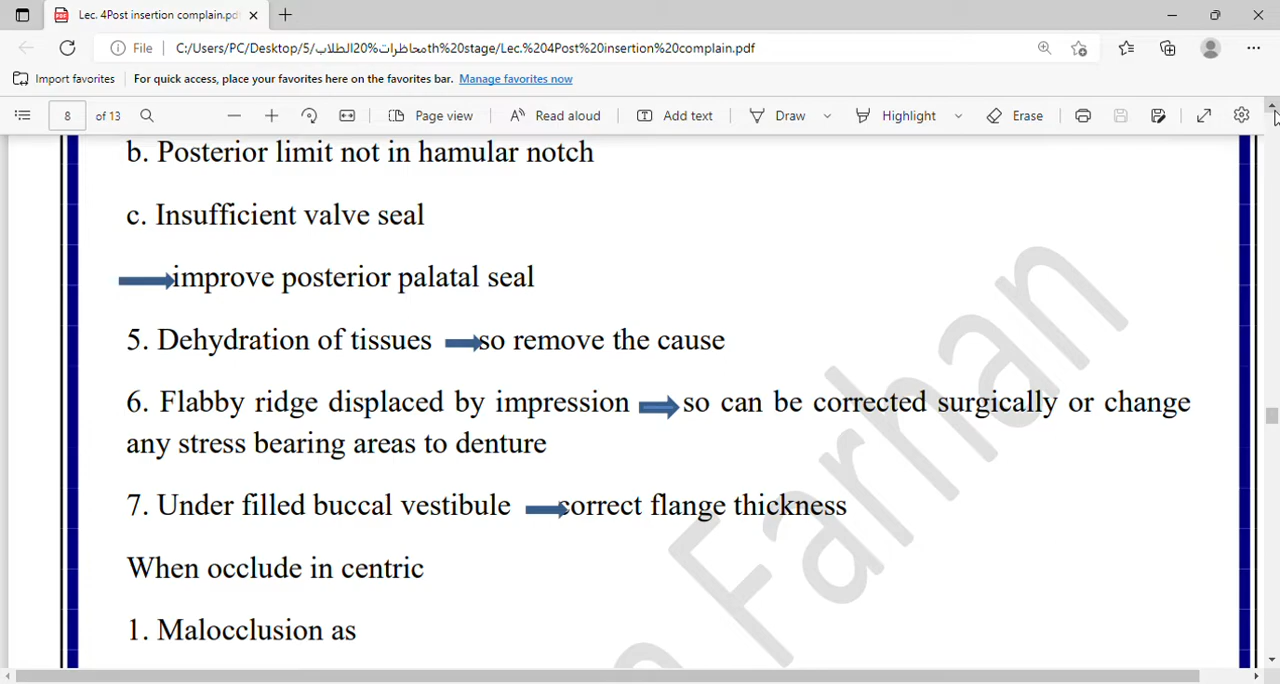 Lec. 4Post insertion complain.pd
File
C:/Users/PC/Desktop/5/محاظرات%20الطلابth%20stage/Lec.%204Post%20insertion%20complain.pdf
Import favorites
For quick access, place your favorites here on the favorites bar. Manage favorites now
8 of 13
Page view
Read aloud
Add text
Draw
Highlight
Erase
b. Posterior limit not in hamular notch
c. Insufficient valve seal
improve posterior palatal seal
5. Dehydration of tissues so remove the cause
6. Flabby ridge displaced by impression so can be corrected surgically or change
any stress bearing areas to denture
7. Under filled buccal vestibule correct flange thickness
When occlude in centric
1. Malocclusion as
Farhan